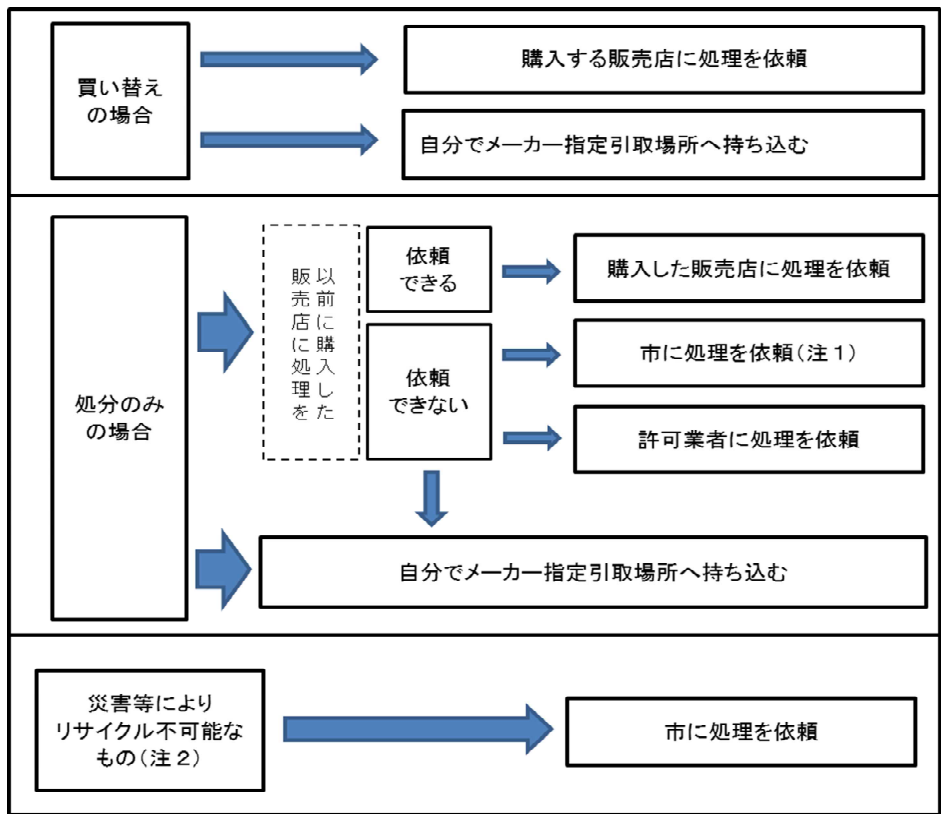 買い替え
の場合
購入する販売店に処理を依頼
自分でメーカー指定引取場所へ持ち込む
処分のみ
の場合
以前に購入した
販売店に処理を
依頼
できる
購入した販売店に処理を依頼
依頼
できない
市に処理を依頼(注1)
許可業者に処理を依頼
自分でメーカー指定引取場所へ持ち込む
災害等により
リサイクル不可能な
もの(注2)
市に処理を依頼